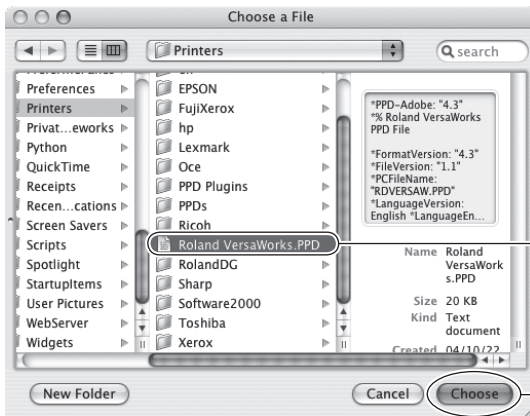 Choose a File
Printers
search
Preferences
Printers
Privat...eworks
Python
QuickTime
Receipts
Recen...cations
Screen Savers
Scripts
Spotlight
StartupItems
User Pictures
WebServer
Widgets
EPSON
FujiXerox
hp
Lexmark
Oce
PPD Plugins
PPDs
Ricoh
Roland VersaWorks.PPD
RolandDG
Sharp
Software2000
Toshiba
Xerox
*PPD-Adobe: "4.3"
*% Roland VersaWorks
PPD File
*FormatVersion: "4.3"
*FileVersion: "1.1"
*PCFileName:
"RDVERSAW.PPD"
*LanguageVersion:
English *LanguageEn...
Name Roland
VersaWork
s.PPD
Size 20 KB
Kind Text
document
Created 04/10/22
New Folder
Cancel
Choose